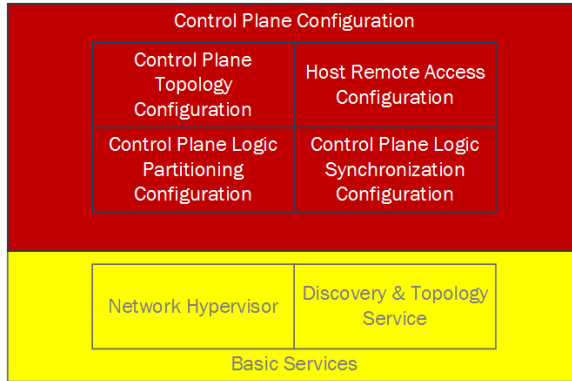 Control Plane Configuration
Control Plane
Topology
Configuration
Host Remote Access
Configuration
Control Plane Logic
Partitioning
Configuration
Control Plane Logic
Synchronization
Configuration
Network Hypervisor
Discovery & Topology
Service
Basic Services